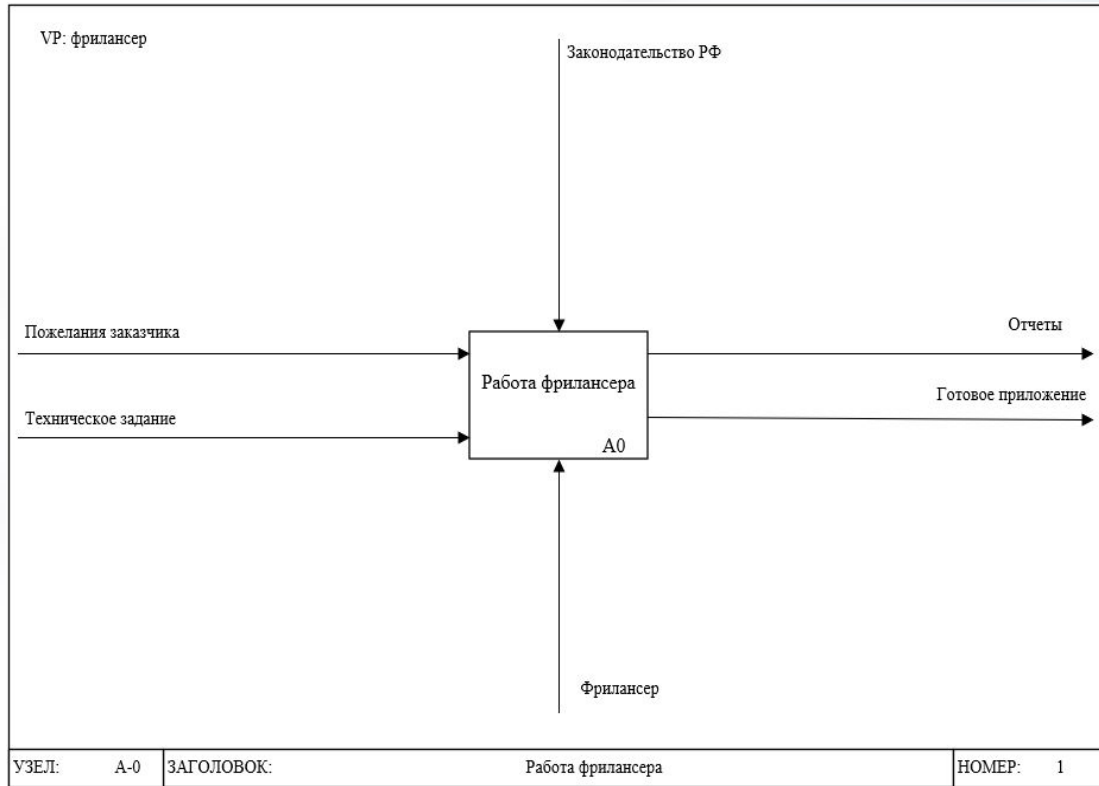 VP: фрилансер
Законодательство РФ
Пожелания заказчика
Отчеты
Работа фрилансера
Готовое приложение
Техническое задание
A0
Фрилансер
УЗЕЛ: A-0 ЗАГОЛОВОК: Работа фрилансера НОМЕР: 1